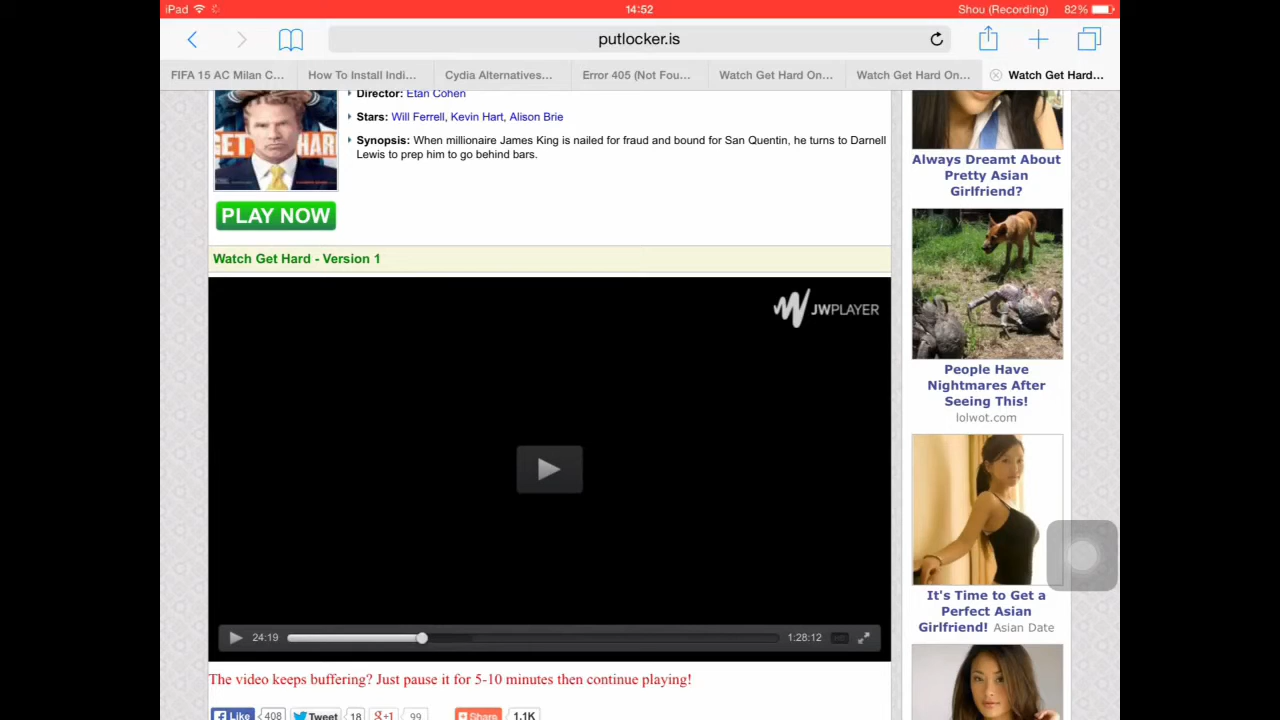 iPad
14:52
Shou (Recording)
82%
putlocker.is
FIFA 15 AC Milan C...
How To Install Indi...
Cydia Alternatives...
Error 405 (Not Fou...
Watch Get Hard On...
Watch Get Hard On...
Watch Get Hard...
Director: Etan Cohen
Stars: Will Ferrell, Kevin Hart, Alison Brie
Synopsis: When millionaire James King is nailed for fraud and bound for San Quentin, he turns to Darnell
Lewis to prep him to go behind bars.
GET HARD
PLAY NOW
Watch Get Hard - Version 1
JWPLAYER
24:19
1:28:12
The video keeps buffering? Just pause it for 5-10 minutes then continue playing!
Like
408
Tweet
18
g+1
99
Share
1.1K
Always Dreamt About
Pretty Asian
Girlfriend?
People Have
Nightmares After
Seeing This!
lolwot.com
It's Time to Get a
Perfect Asian
Girlfriend! Asian Date